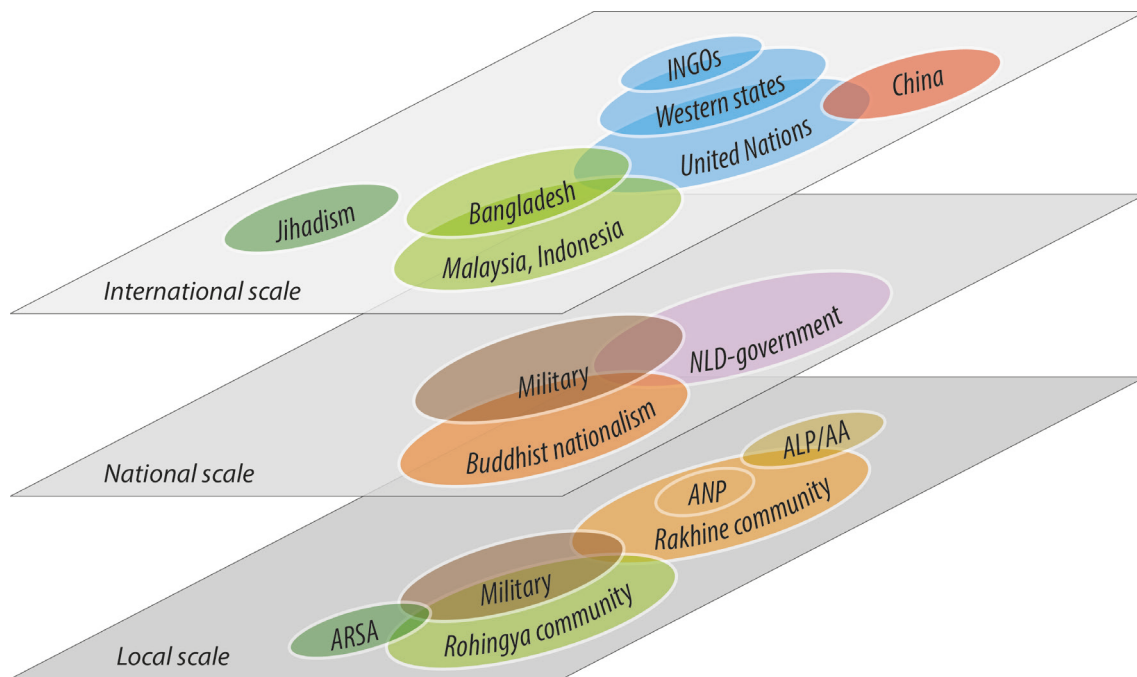 INGOs
Western states
China
United Nations
Bangladesh
Jihadism
Malaysia, Indonesia
International scale
NLD-government
Military
Buddhist nationalism
National scale
ALP/AA
ANP
Rakhine community
Military
Rohingya community
ARSA
Local scale